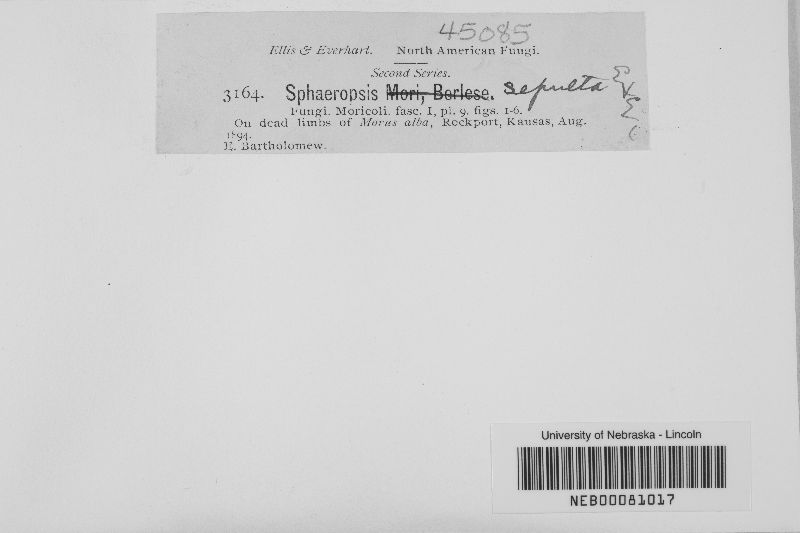 45085
Ellis & Everhart. North American Fungi.
Second Series.
3164. Sphaeropsis Mori, Berlese. sepulta E & E
Fungi. Moricoli. fasc. I, pl. 9. figs. 1-6.
On dead limbs of Morus alba, Rockport, Kansas, Aug.
1894.
E. Bartholomew.
University of Nebraska - Lincoln
NEB00081017